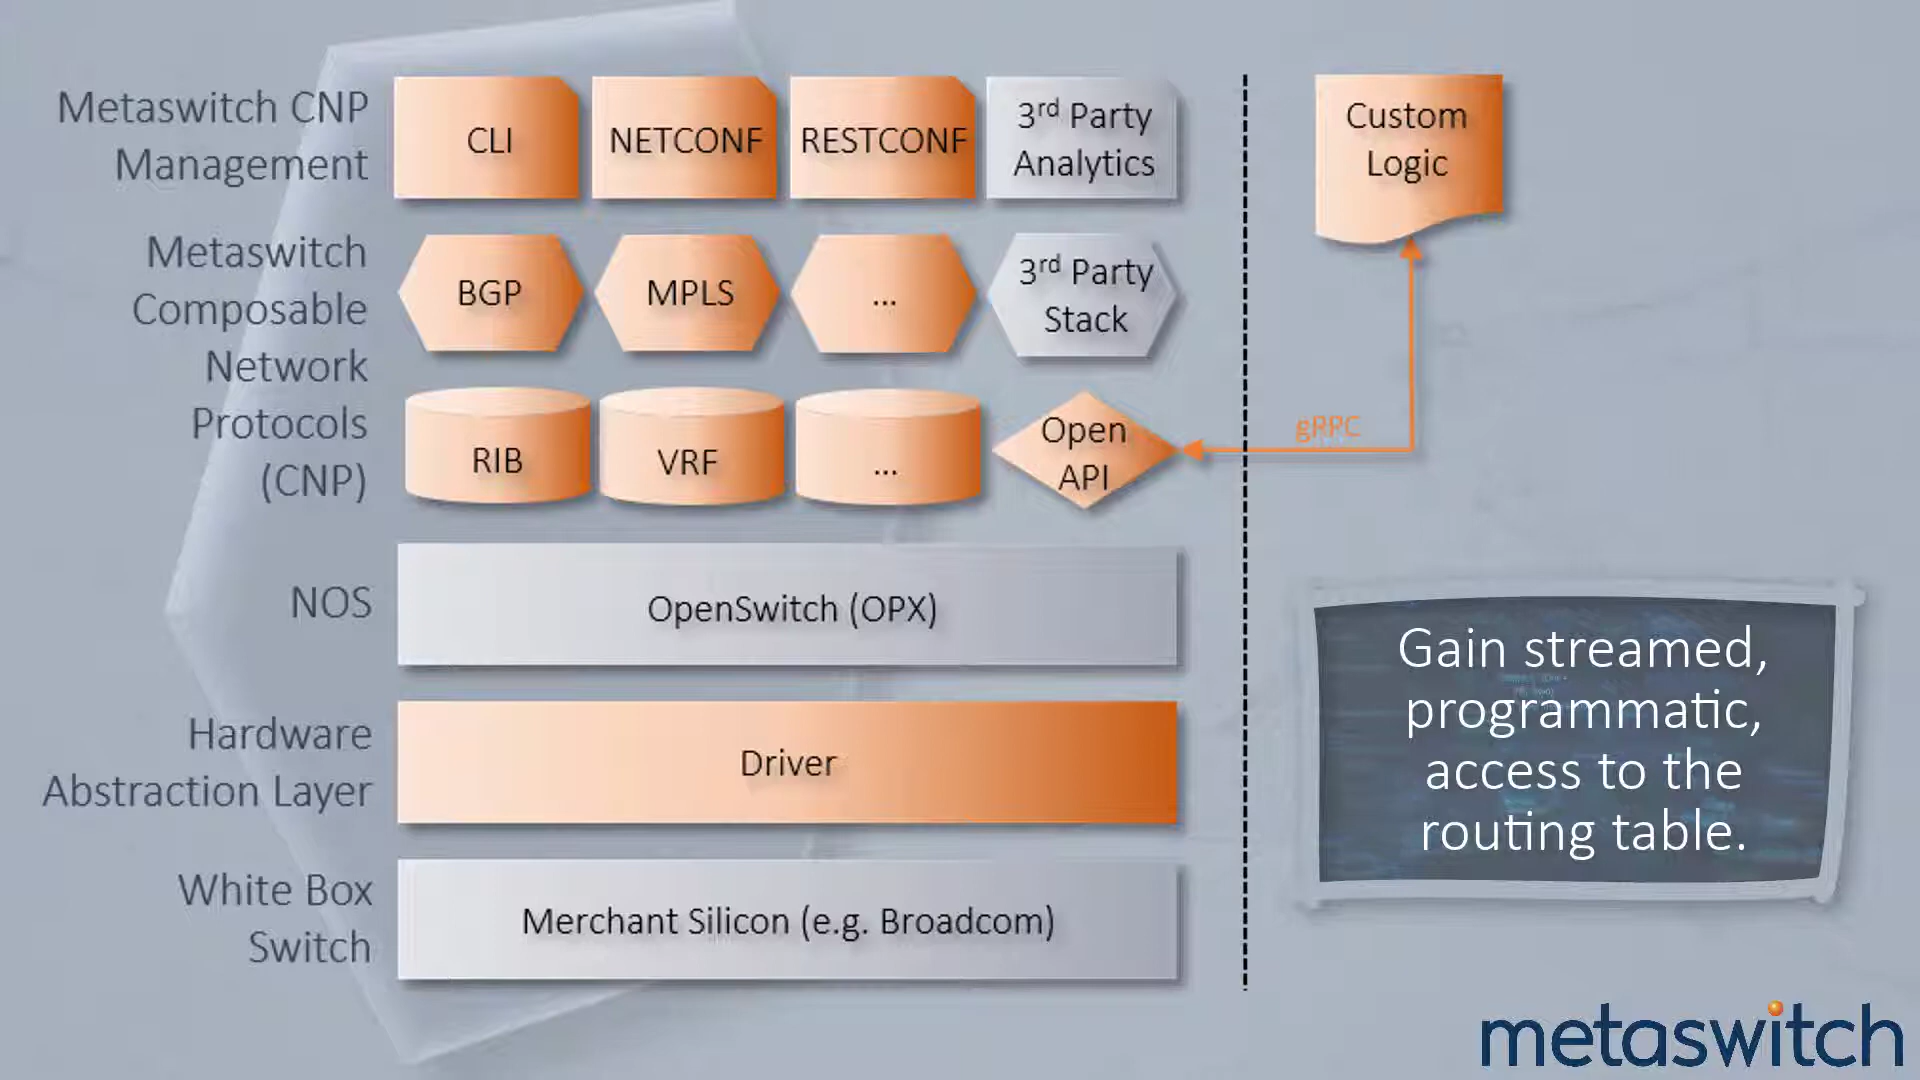 Metaswitch CNP
Management
CLI
NETCONF
RESTCONF
3rd Party
Analytics
Custom
Logic
Metaswitch
Composable
Network
Protocols
(CNP)
BGP
MPLS
...
3rd Party
Stack
RIB
VRF
...
Open
API
gRPC
NOS
OpenSwitch (OPX)
Hardware
Abstraction Layer
Driver
White Box
Switch
Merchant Silicon (e.g. Broadcom)
Gain streamed,
programmatic,
access to the
routing table.
metaswitch